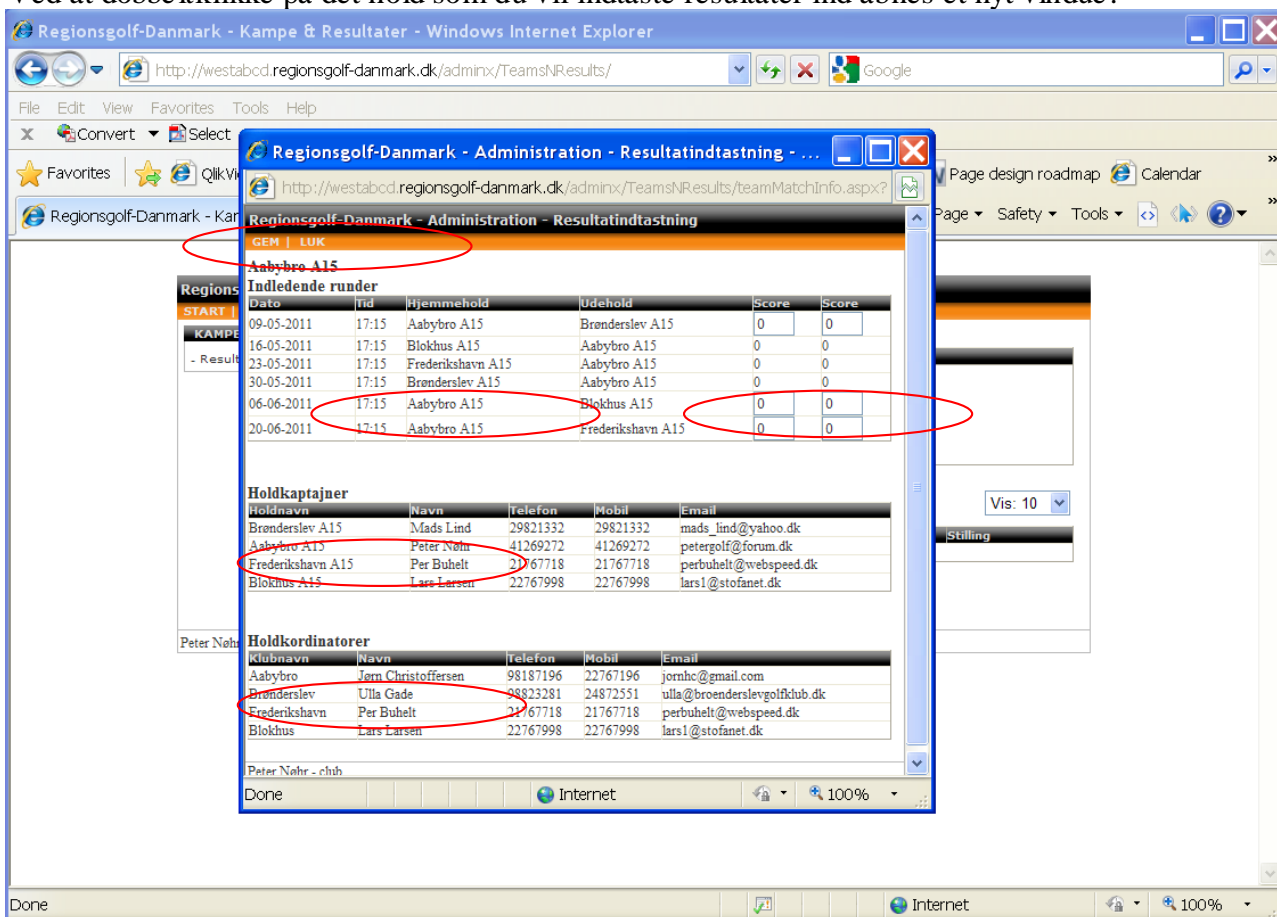 Ved at dobbeltklikke på det hold som du vil indtaste resultater ind åbnes et nyt vindue:
Regionsgolf-Danmark - Kampe & Resultater - Windows Internet Explorer
http://westabcd.regionsgolf-danmark.dk/adminx/TeamsNResults/
Google
File Edit View Favorites Tools Help
x Convert Select
Favorites QlikVi
Page design roadmap Calendar »
Regionsgolf-Danmark - Kar
Page Safety Tools »
Regionsgolf-Danmark - Administration - Resultatindtastning - ...
http://westabcd.regionsgolf-danmark.dk/adminx/TeamsNResults/teamMatchInfo.aspx?
Regionsgolf-Danmark - Administration - Resultatindtastning
GEM | LUK
Aabybro A15
Indledende runder
Dato Tid Hjemmehold Udehold Score Score
09-05-2011 17:15 Aabybro A15 Brønderslev A15 0 0
16-05-2011 17:15 Blokhus A15 Aabybro A15 0 0
23-05-2011 17:15 Frederikshavn A15 Aabybro A15 0 0
30-05-2011 17:15 Brønderslev A15 Aabybro A15 0 0
06-06-2011 17:15 Aabybro A15 Blokhus A15 0 0
20-06-2011 17:15 Aabybro A15 Frederikshavn A15 0 0
Holdkaptajner
Holdnavn Navn Telefon Mobil Email
Brønderslev A15 Mads Lind 29821332 29821332 mads_lind@yahoo.dk
Aabybro A15 Peter Nøhr 41269272 41269272 petergolf@forum.dk
Frederikshavn A15 Per Buhelt 21767718 21767718 perbuhelt@webspeed.dk
Blokhus A15 Lars Larsen 22767998 22767998 lars1@stofanet.dk
Holdkordinatorer
Klubnavn Navn Telefon Mobil Email
Aabybro Jørn Christoffersen 98187196 22767196 jornhc@gmail.com
Brønderslev Ulla Gade 98823281 24872551 ulla@broenderslevgolfklub.dk
Frederikshavn Per Buhelt 21767718 21767718 perbuhelt@webspeed.dk
Blokhus Lars Larsen 22767998 22767998 lars1@stofanet.dk
Peter Nøhr - club
Done Internet 100%
Regions
START |
KAMPE
- Result
Vis: 10
Stilling
Peter Nøhr
Done Internet 100%